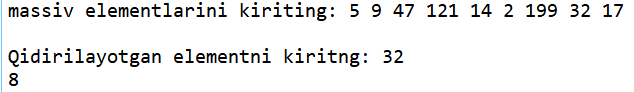 massiv elementlarini kiriting: 5 9 47 121 14 2 199 32 17
Qidirilayotgan elementni kiritng: 32
8